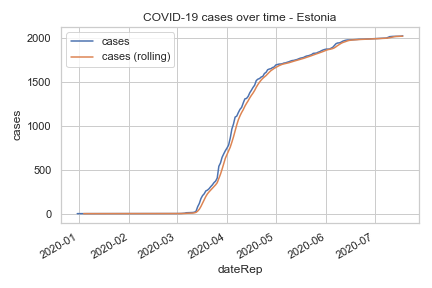 COVID-19 cases over time - Estonia
cases
cases (rolling)
2000
1500
1000
500
0
cases
2020-01
2020-02
2020-03
2020-04
2020-05
2020-06
2020-07
dateRep